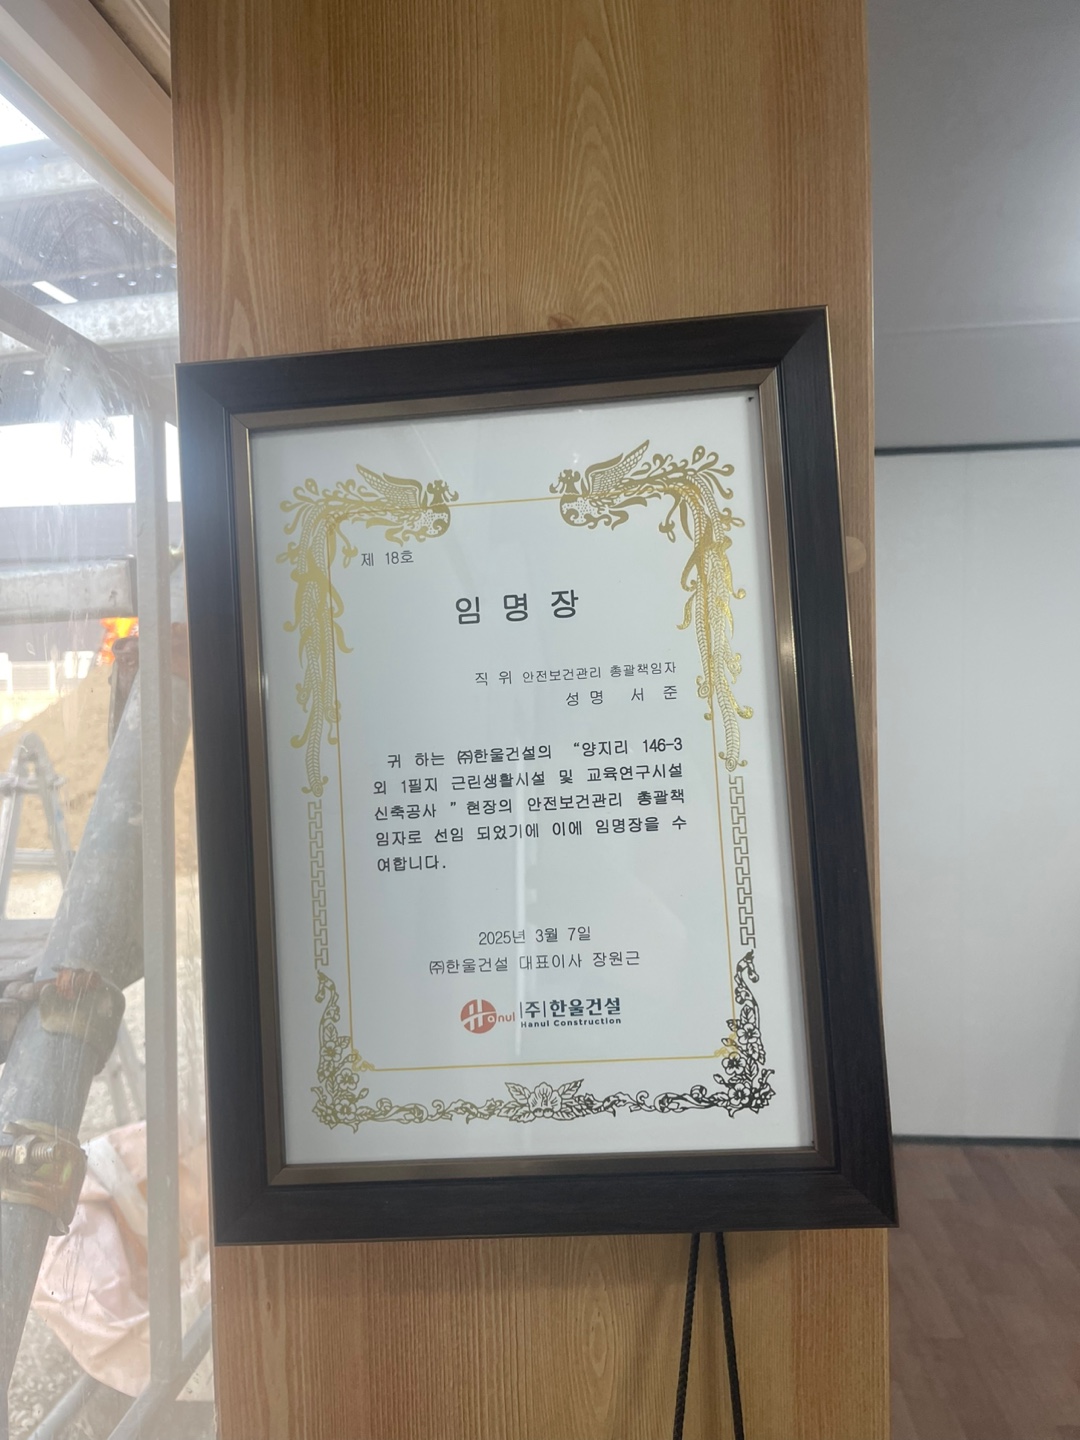 제 18호
임 명 장
직 위 안전보건관리 총괄책임자
성 명 서 준
귀 하는 ㈜한울건설의 “양지리 146-3
외 1필지 근린생활시설 및 교육연구시설
신축공사 ” 현장의 안전보건관리 총괄책
임자로 선임 되었기에 이에 임명장을 수
여합니다.
2025년 3월 7일
㈜한울건설 대표이사 장원근
Hanul |주|한울건설
Hanul Construction